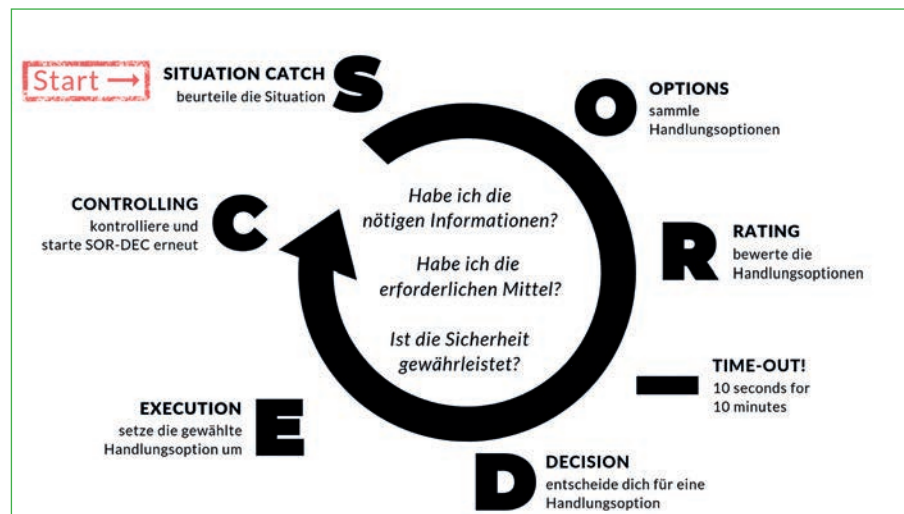 Start →
SITUATION CATCH
beurteile die Situation
S
O
OPTIONS
sammle
Handlungsoptionen
R
RATING
bewerte die
Handlungsoptionen
TIME-OUT!
10 seconds for
10 minutes
D
DECISION
entscheide dich für eine
Handlungsoption
E
EXECUTION
setze die gewählte
Handlungsoption um
C
CONTROLLING
kontrolliere und
starte SOR-DEC erneut
Habe ich die
nötigen Informationen?
Habe ich die
erforderlichen Mittel?
Ist die Sicherheit
gewährleistet?